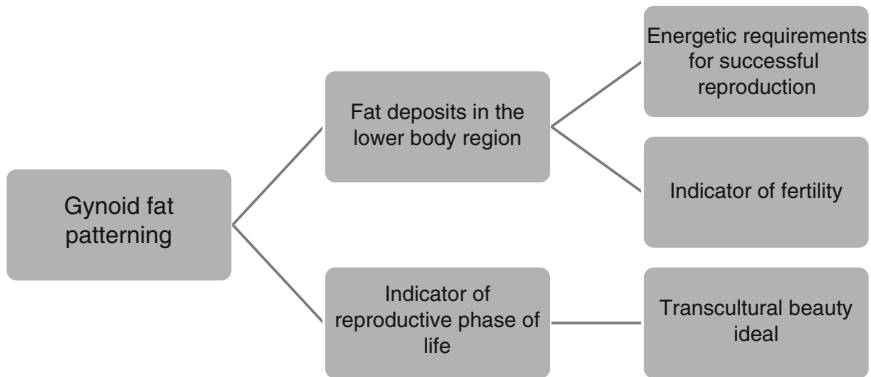 Gynoid fat
patterning
Fat deposits in the
lower body region
Energetic requirements
for successful
reproduction
Indicator of fertility
Indicator of
reproductive phase of
life
Transcultural beauty
ideal